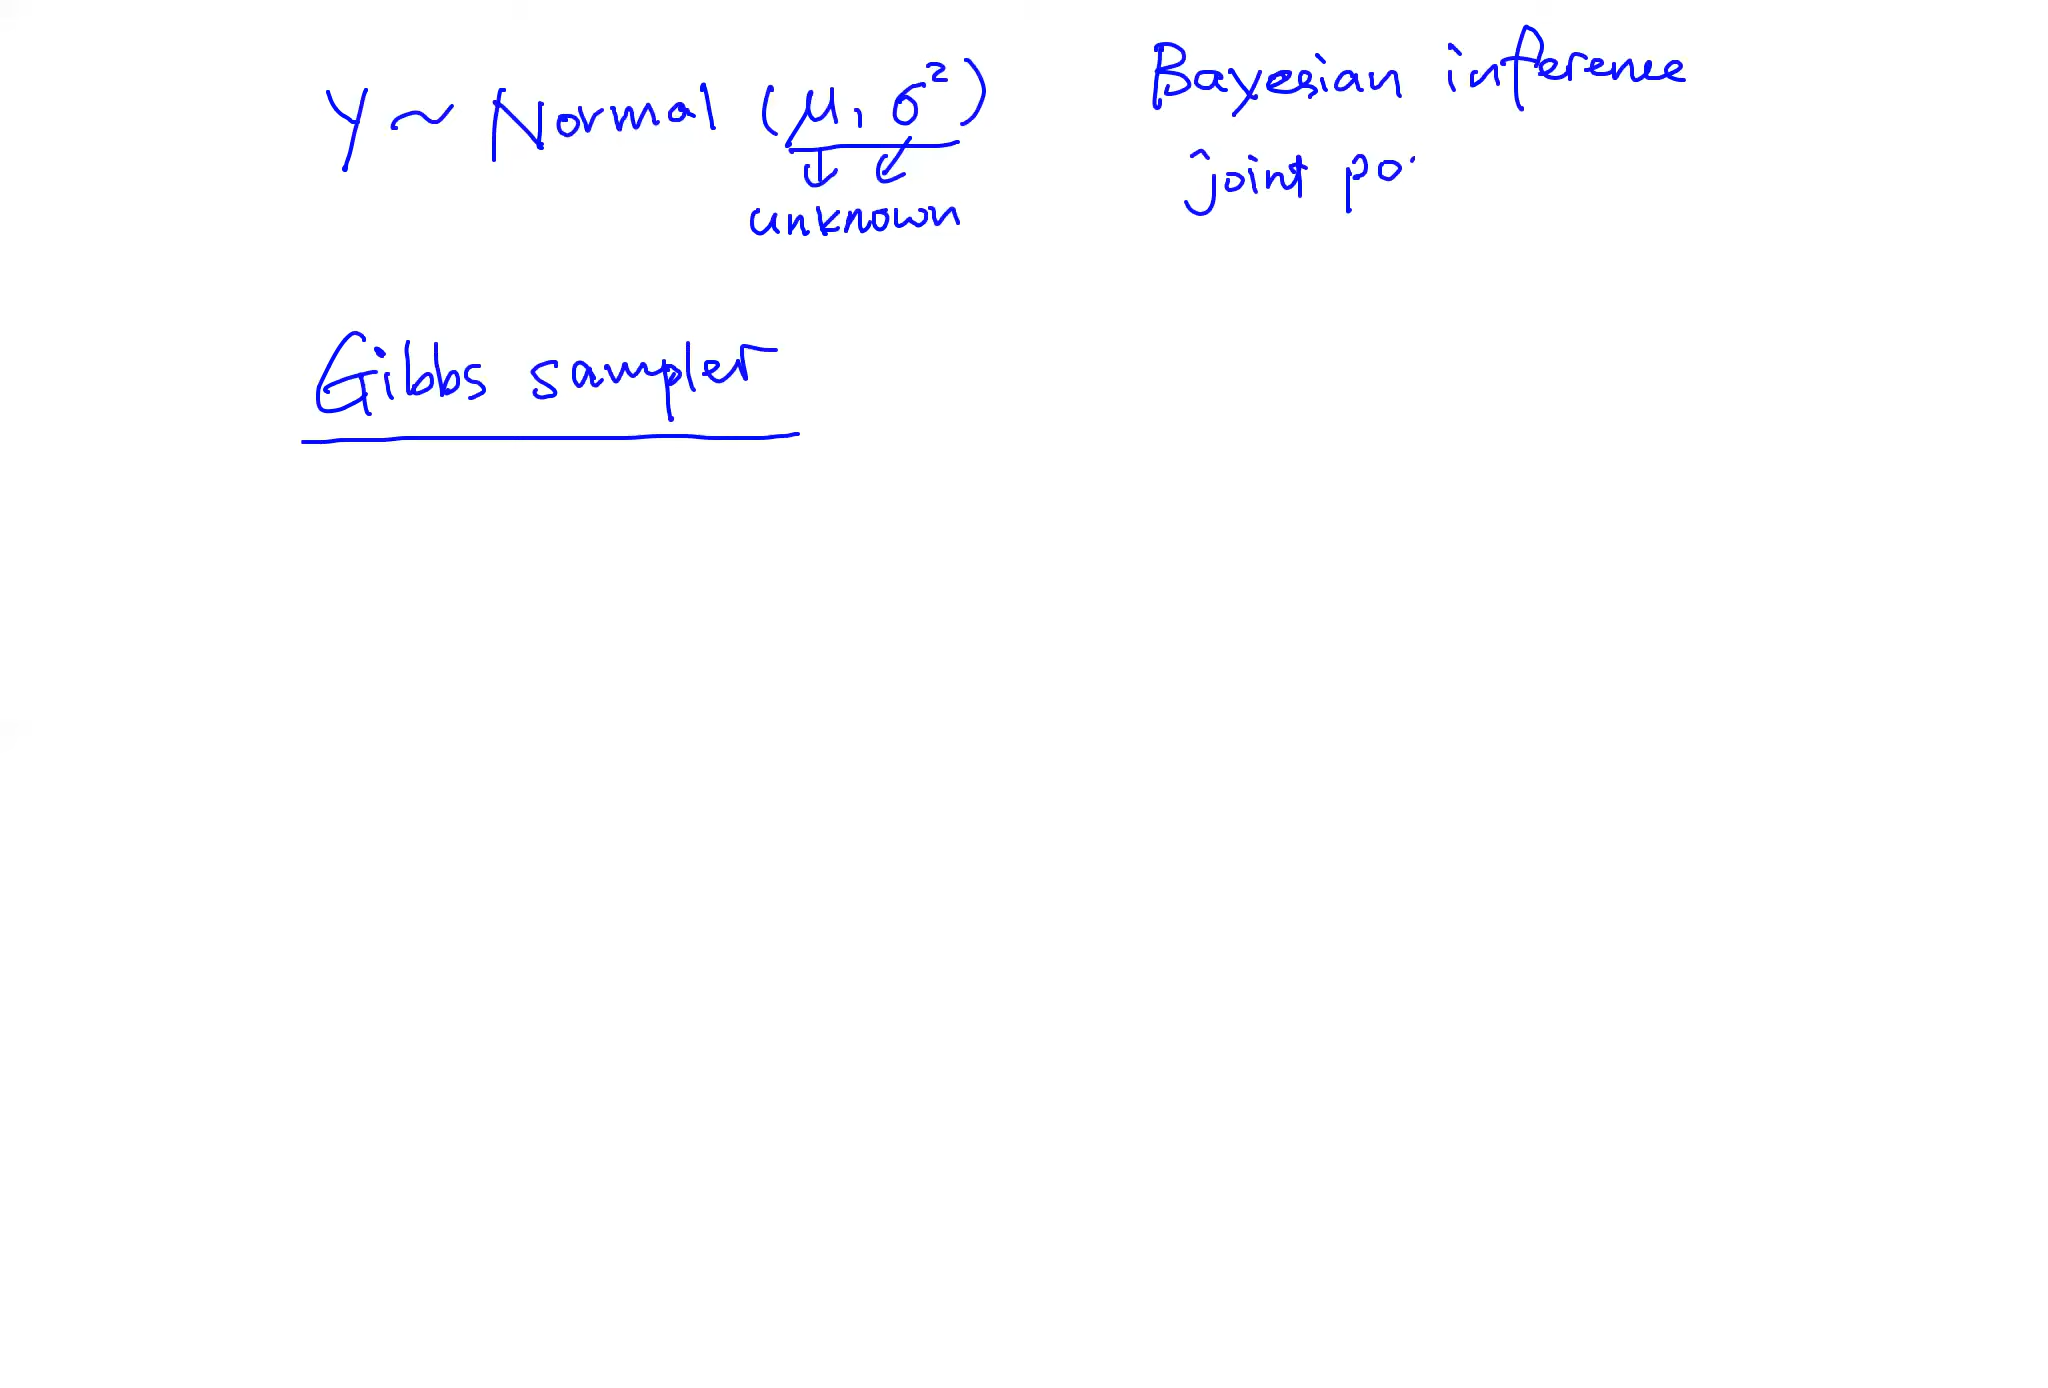 Y ~ Normal (μ, σ²)
unknown
Bayesian inference
joint po
Gibbs sampler